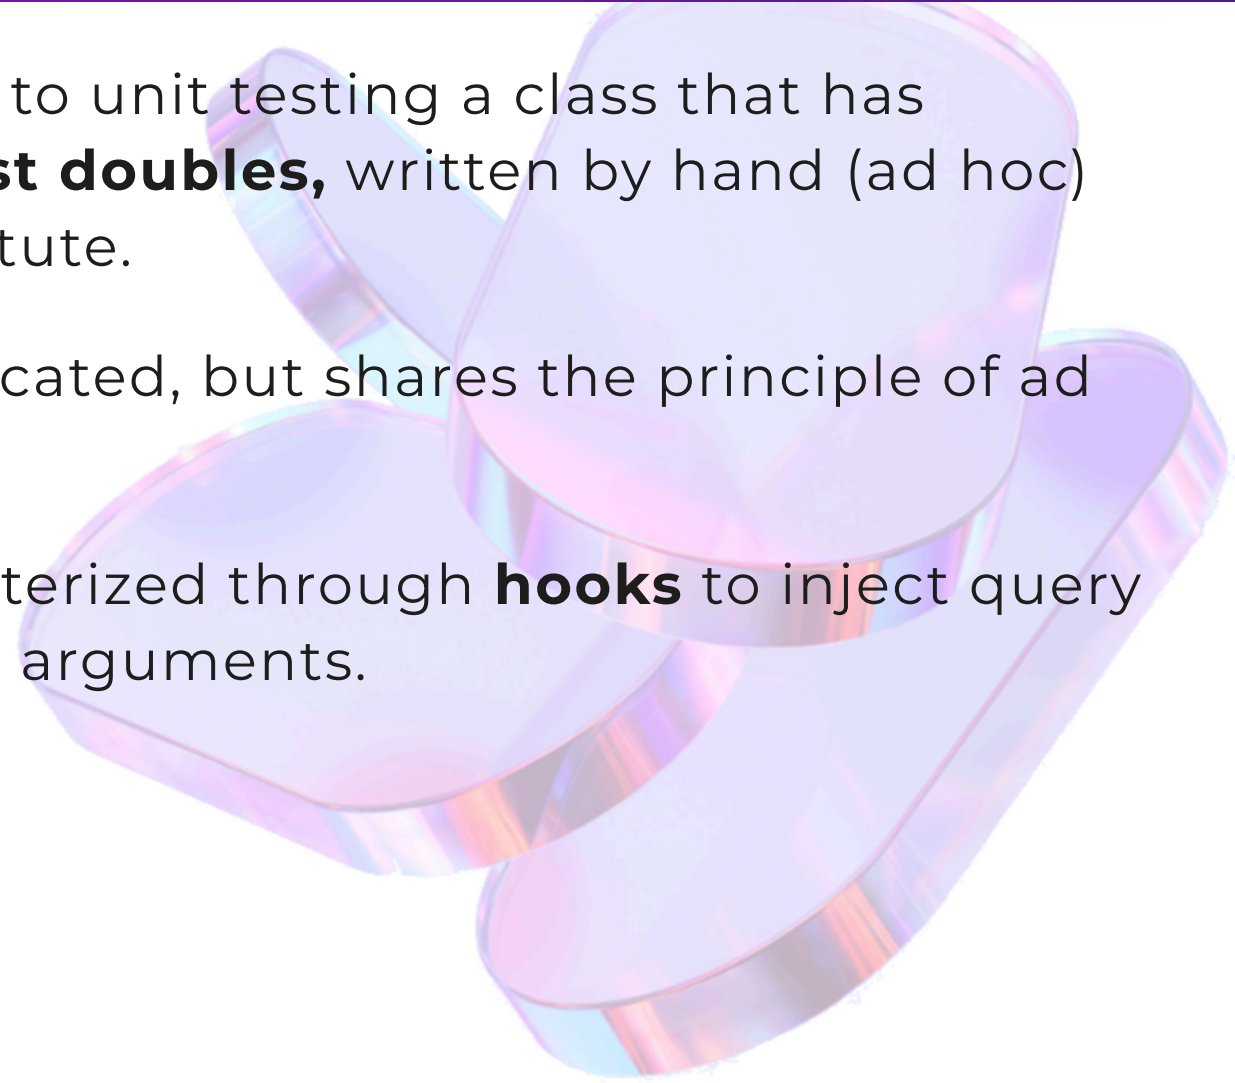 to unit testing a class that has
st doubles, written by hand (ad hoc)
tute.
cated, but shares the principle of ad
terized through hooks to inject query
arguments.